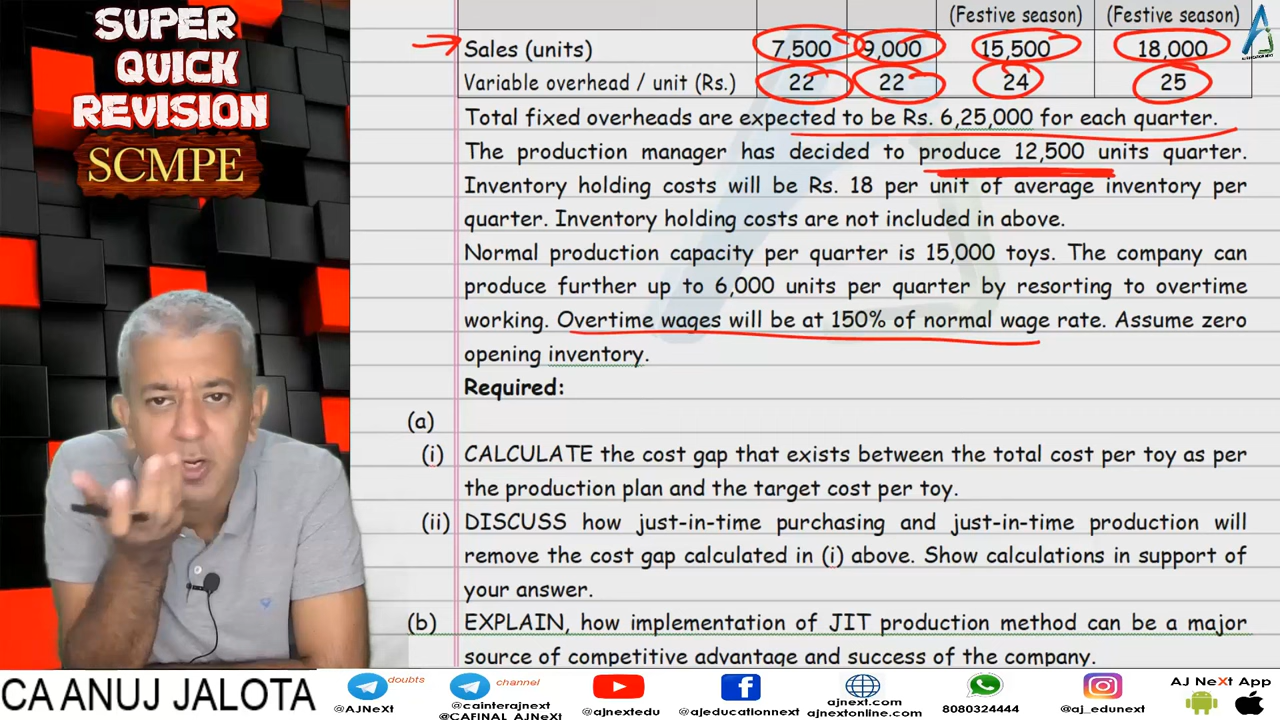 SUPER
QUICK
REVISION
SCMPE
(Festive season) (Festive season)
Sales (units) 7,500 9,000 15,500 18,000
Variable overhead / unit (Rs.) 22 22 24 25
Total fixed overheads are expected to be Rs. 6,25,000 for each quarter.
The production manager has decided to produce 12,500 units quarter.
Inventory holding costs will be Rs. 18 per unit of average inventory per
quarter. Inventory holding costs are not included in above.
Normal production capacity per quarter is 15,000 toys. The company can
produce further up to 6,000 units per quarter by resorting to overtime
working. Overtime wages will be at 150% of normal wage rate. Assume zero
opening inventory.
Required:
(a)
(i) CALCULATE the cost gap that exists between the total cost per toy as per
the production plan and the target cost per toy.
(ii) DISCUSS how just-in-time purchasing and just-in-time production will
remove the cost gap calculated in (i) above. Show calculations in support of
your answer.
(b) EXPLAIN, how implementation of JIT production method can be a major
source of competitive advantage and success of the company.
CA ANUJ JALOTA
doubts
@AJNeXt
channel
@cainterajnext
@CAFINAL_AJNeXt
@ajnextedu
@ajeducationnext
ajnext.com
ajnextonline.com
8080324444
@aj_edunext
AJ NeXt App